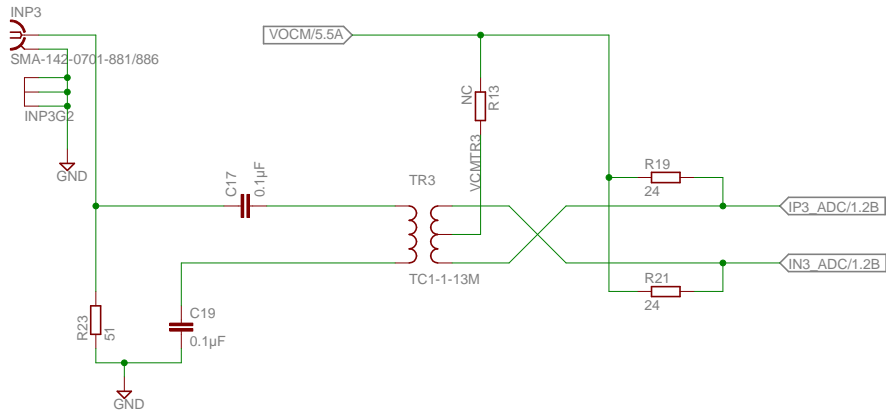 INP3
SMA-142-0701-881/886
INP3G2
GND
VOCM/5.5A
NC
R13
VCMTR3
C17
0.1µF
TR3
TC1-1-13M
R19
24
IP3_ADC/1.2B
IN3_ADC/1.2B
R21
24
R23
51
C19
0.1µF
GND